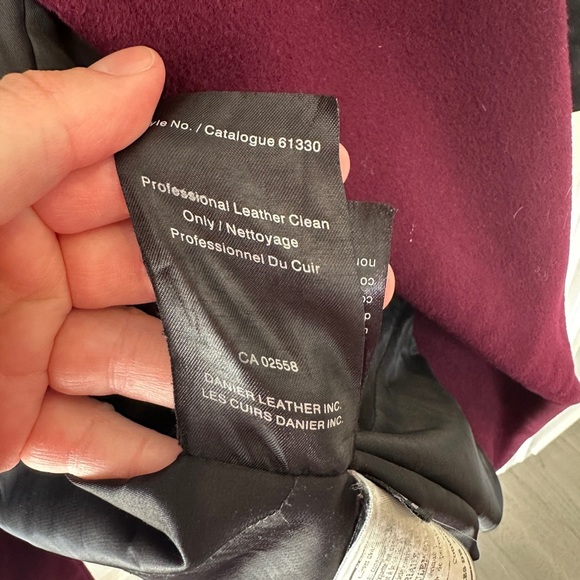 No. / Catalogue 61330
Professional Leather Clean
Only / Nettoyage
Professionnel Du Cuir
CA 02558
DANIER LEATHER INC.
LES CUIRS DANIER INC.